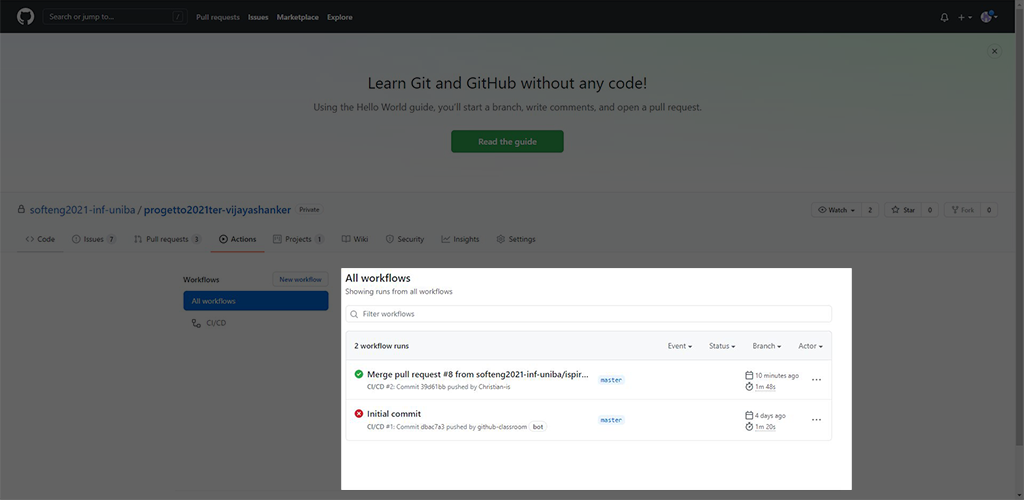 Search or jump to... /
Pull requests Issues Marketplace Explore
Learn Git and GitHub without any code!
Using the Hello World guide, you'll start a branch, write comments, and open a pull request.
Read the guide
softeng2021-inf-uniba / progetto2021ter-vijayashanker Private
Watch 2 Star 0 Fork 0
Code Issues 7 Pull requests 3 Actions Projects 1 Wiki Security Insights Settings
Workflows New workflow
All workflows
CI/CD
All workflows
Showing runs from all workflows
Filter workflows
2 workflow runs Event Status Branch Actor
Merge pull request #8 from softeng2021-inf-uniba/ispir... master 10 minutes ago
CI/CD #2: Commit 39d61bb pushed by Christian-is 1m 48s
Initial commit master 4 days ago
CI/CD #1: Commit dbac7a3 pushed by github-classroom bot 1m 20s